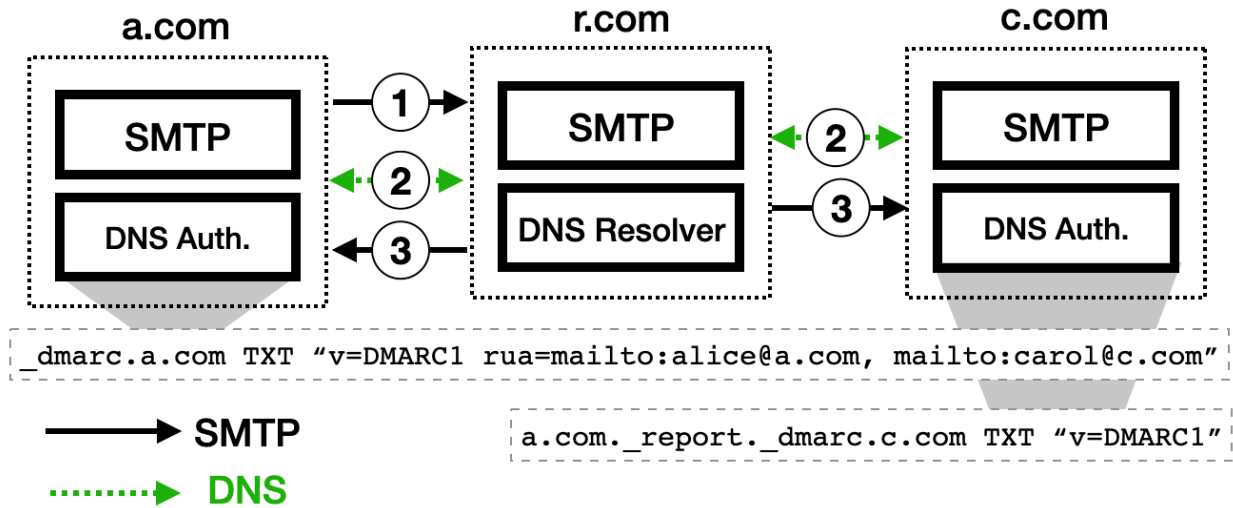 a.com
r.com
c.com
SMTP
1
SMTP
2
SMTP
2
DNS Auth.
3
DNS Resolver
3
DNS Auth.
_dmarc.a.com TXT “v=DMARC1 rua=mailto:alice@a.com, mailto:carol@c.com”
SMTP
a.com._report._dmarc.c.com TXT “v=DMARC1”
DNS